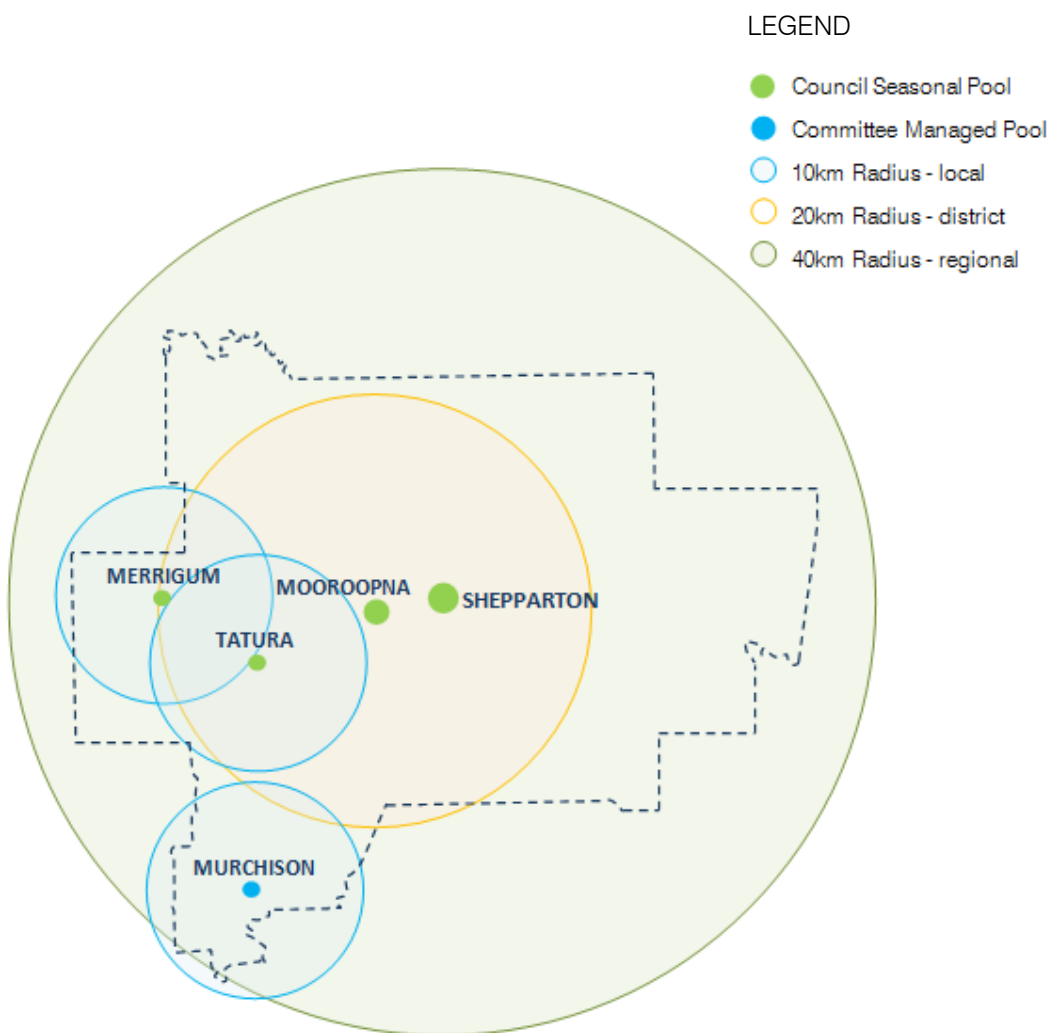 LEGEND
Council Seasonal Pool
Committee Managed Pool
10km Radius - local
20km Radius - district
40km Radius - regional
MERRIGUM
MOOROOPNA
SHEPPARTON
TATURA
MURCHISON